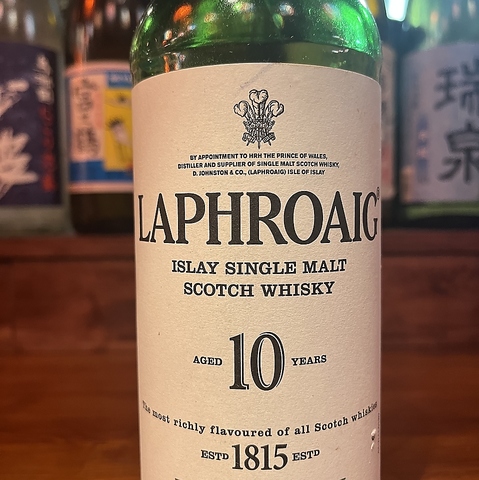 BY APPOINTMENT TO HRH THE PRINCE OF WALES,
DISTILLER AND SUPPLIER OF SINGLE MALT SCOTCH WHISKY,
D. JOHNSTON & CO., (LAPHROAIG) ISLE OF ISLAY
LAPHROAIG®
ISLAY SINGLE MALT
SCOTCH WHISKY
AGED 10 YEARS
The most richly flavoured of all Scotch whiskies
ESTD 1815 ESTD
瑞泉